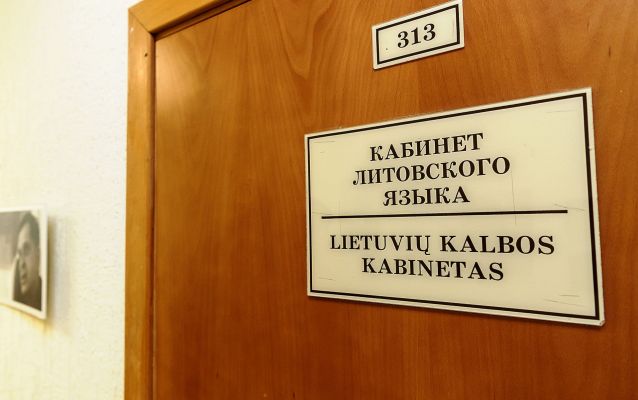 313
КАБИНЕТ
ЛИТОВСКОГО
ЯЗЫКА
LIETUVIŲ KALBOS
KABINETAS